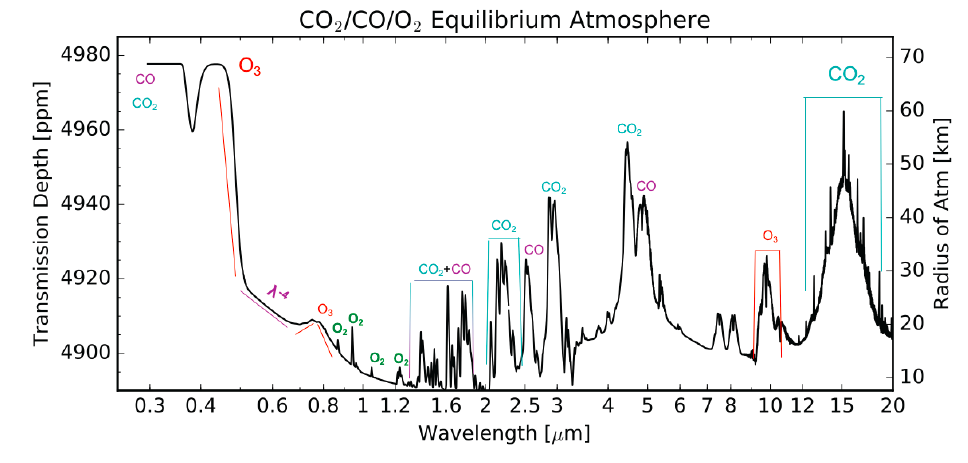 CO₂/CO/O₂ Equilibrium Atmosphere
Transmission Depth [ppm]
4980
4960
4940
4920
4900
CO
CO₂
O₃
λ-4
O₃
O₂
O₂
O₂
O₂
CO₂+CO
CO₂
CO
CO₂
CO₂
CO
O₃
CO₂
70
60
50
40
30
20
10
Radius of Atm [km]
0.3 0.4 0.6 0.8 1 1.2 1.6 2 2.5 3 4 5 6 7 8 10 12 15 20
Wavelength [μm]